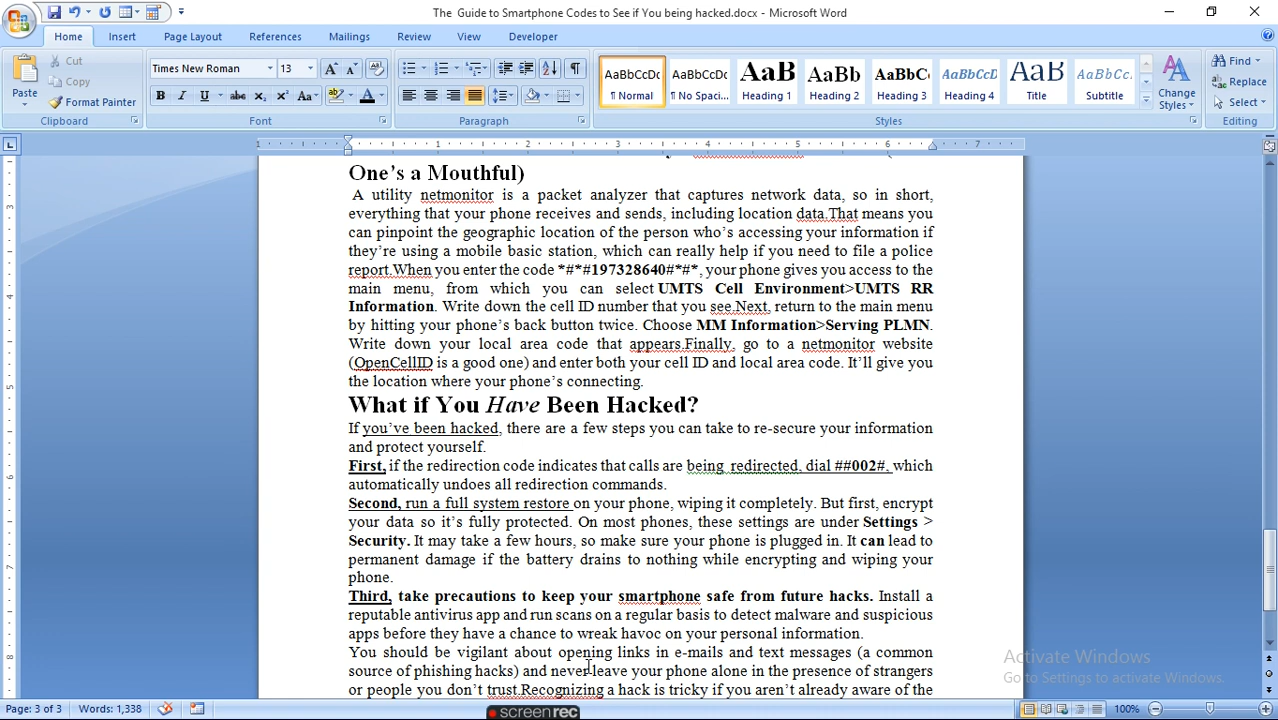 The Guide to Smartphone Codes to See if You being hacked.docx - Microsoft Word
Home Insert Page Layout References Mailings Review View Developer
Paste
Cut
Copy
Format Painter
Clipboard
Times New Roman 13
Font
Paragraph
AaBbCcDc ¶ Normal
AaBbCcDc ¶ No Spaci...
AaB Heading 1
AaBbCc Heading 2
AaBbC Heading 3
AaBbCcD Heading 4
AaB Title
AaBbCc. Subtitle
Change Styles
Styles
Find
Replace
Select
Editing
One's a Mouthful)
A utility netmonitor is a packet analyzer that captures network data, so in short,
everything that your phone receives and sends, including location data.That means you
can pinpoint the geographic location of the person who's accessing your information if
they're using a mobile basic station, which can really help if you need to file a police
report.When you enter the code *#*#197328640#*#*, your phone gives you access to the
main menu, from which you can select UMTS Cell Environment>UMTS RR
Information. Write down the cell ID number that you see.Next, return to the main menu
by hitting your phone's back button twice. Choose MM Information>Serving PLMN.
Write down your local area code that appears.Finally, go to a netmonitor website
(OpenCellID is a good one) and enter both your cell ID and local area code. It'll give you
the location where your phone's connecting.
What if You Have Been Hacked?
If you've been hacked, there are a few steps you can take to re-secure your information
and protect yourself.
First, if the redirection code indicates that calls are being redirected, dial ##002#, which
automatically undoes all redirection commands.
Second, run a full system restore on your phone, wiping it completely. But first, encrypt
your data so it's fully protected. On most phones, these settings are under Settings >
Security. It may take a few hours, so make sure your phone is plugged in. It can lead to
permanent damage if the battery drains to nothing while encrypting and wiping your
phone.
Third, take precautions to keep your smartphone safe from future hacks. Install a
reputable antivirus app and run scans on a regular basis to detect malware and suspicious
apps before they have a chance to wreak havoc on your personal information.
You should be vigilant about opening links in e-mails and text messages (a common
source of phishing hacks) and never leave your phone alone in the presence of strangers
or people you don't trust.Recognizing a hack is tricky if you aren't already aware of the
Activate Windows
Go to Settings to activate Windows.
Page: 3 of 3 Words: 1,338 100%
screenrec